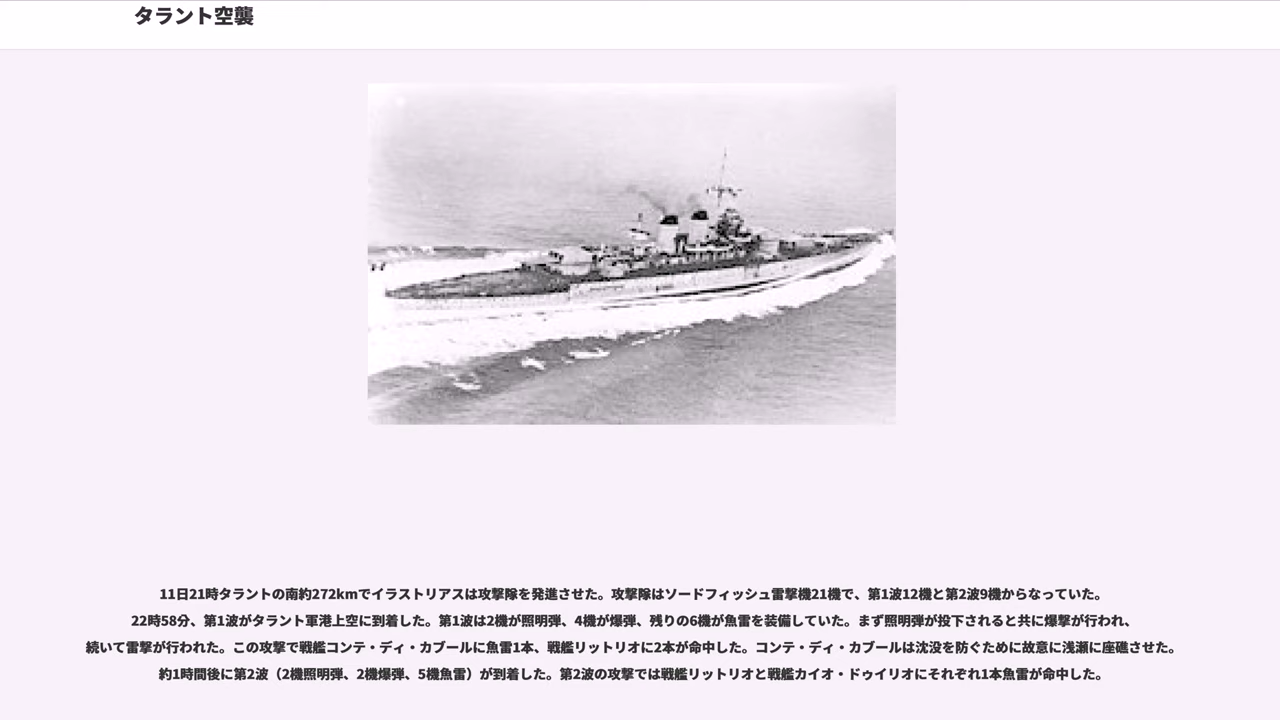 タラント空襲
11日21時タラントの南約272kmでイラストリアスは攻撃隊を発進させた。攻撃隊はソードフィッシュ雷撃機21機で、第1波12機と第2波9機からなっていた。
22時58分、第1波がタラント軍港上空に到着した。第1波は2機が照明弾、4機が爆弾、残りの6機が魚雷を装備していた。まず照明弾が投下されると共に爆撃が行われ、
続いて雷撃が行われた。この攻撃で戦艦コンテ・ディ・カブールに魚雷1本、戦艦リットリオに2本が命中した。コンテ・ディ・カブールは沈没を防ぐために故意に浅瀬に座礁させた。
約1時間後に第2波（2機照明弾、2機爆弾、5機魚雷）が到着した。第2波の攻撃では戦艦リットリオと戦艦カイオ・ドゥイリオにそれぞれ1本魚雷が命中した。